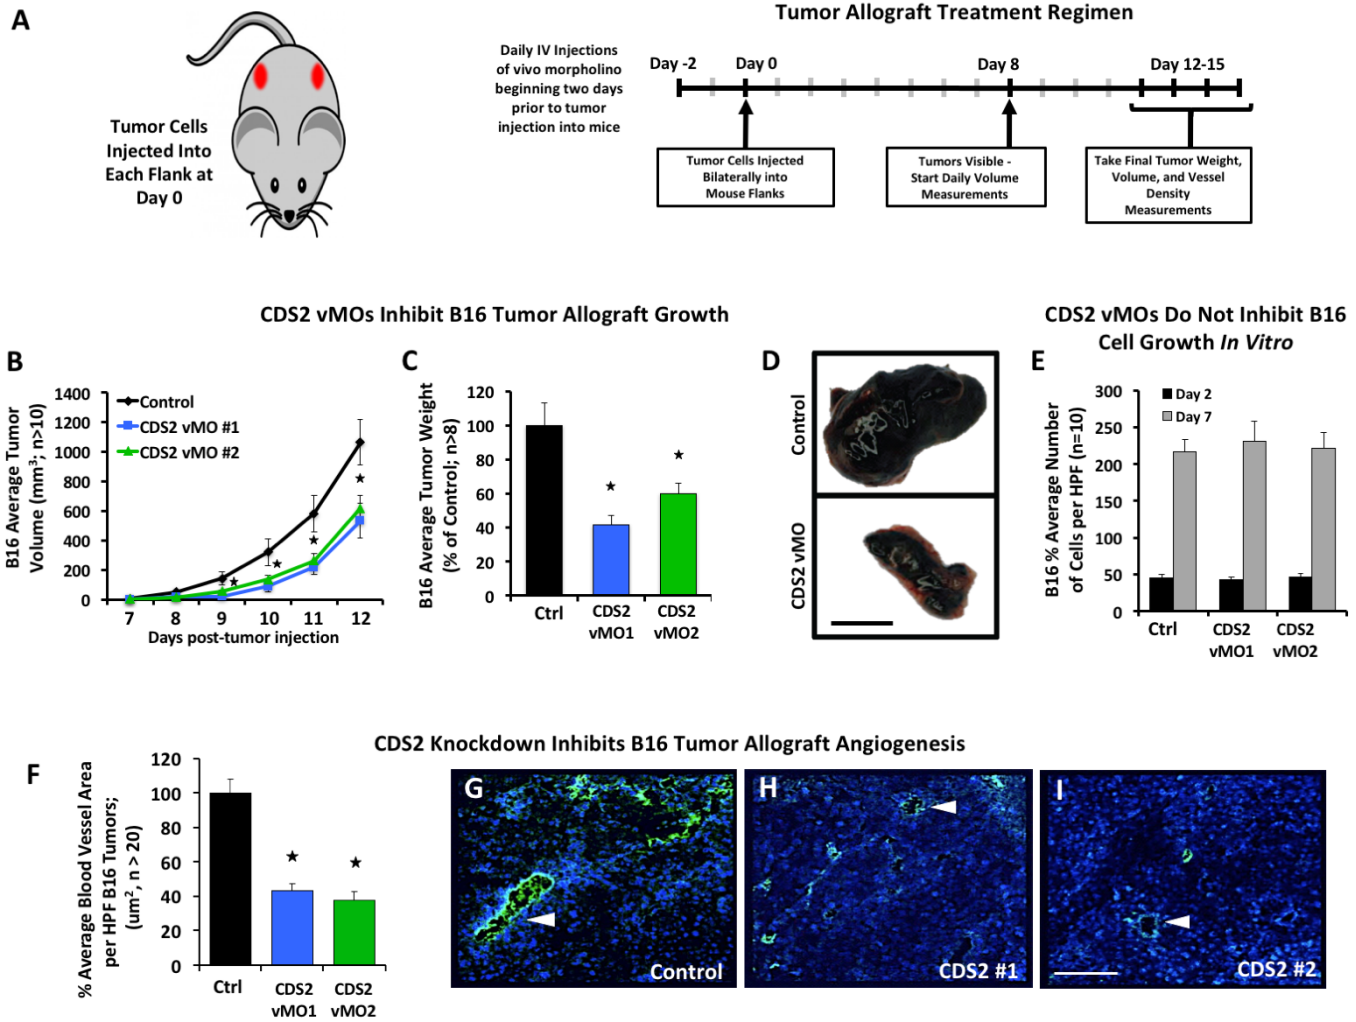 A
Tumor Cells
Injected Into
Each Flank at
Day 0
Tumor Allograft Treatment Regimen
Daily IV Injections
of vivo morpholino
beginning two days
prior to tumor
injection into mice
Day -2
Day 0
Day 8
Day 12-15
Tumor Cells Injected
Bilaterally into
Mouse Flanks
Tumors Visible -
Start Daily Volume
Measurements
Take Final Tumor Weight,
Volume, and Vessel
Density
Measurements
CDS2 vMOs Inhibit B16 Tumor Allograft Growth
CDS2 vMOs Do Not Inhibit B16
Cell Growth In Vitro
B
B16 Average Tumor
Volume (mm³; n>10)
1400
1200
1000
800
600
400
200
0
Control
CDS2 vMO #1
CDS2 vMO #2
7 8 9 10 11 12
Days post-tumor injection
C
B16 Average Tumor Weight
(% of Control; n>8)
120
100
80
60
40
20
0
Ctrl
CDS2
vMO1
CDS2
vMO2
D
Control
CDS2 vMO
E
B16 % Average Number
of Cells per HPF (n=10)
300
250
200
150
100
50
0
Day 2
Day 7
Ctrl
CDS2
vMO1
CDS2
vMO2
CDS2 Knockdown Inhibits B16 Tumor Allograft Angiogenesis
F
% Average Blood Vessel Area
per HPF B16 Tumors;
(um², n > 20)
120
100
80
60
40
20
0
Ctrl
CDS2
vMO1
CDS2
vMO2
G
Control
H
CDS2 #1
I
CDS2 #2